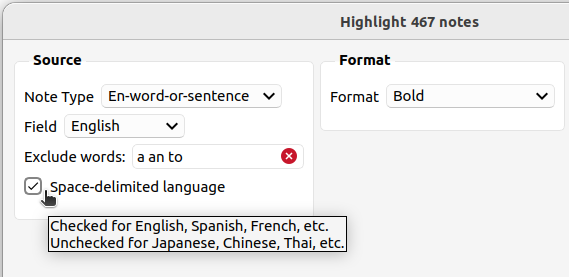 Highlight 467 notes
Source
Note Type En-word-or-sentence
Field English
Exclude words: a an to
Space-delimited language
Checked for English, Spanish, French, etc.
Unchecked for Japanese, Chinese, Thai, etc.
Format
Format Bold